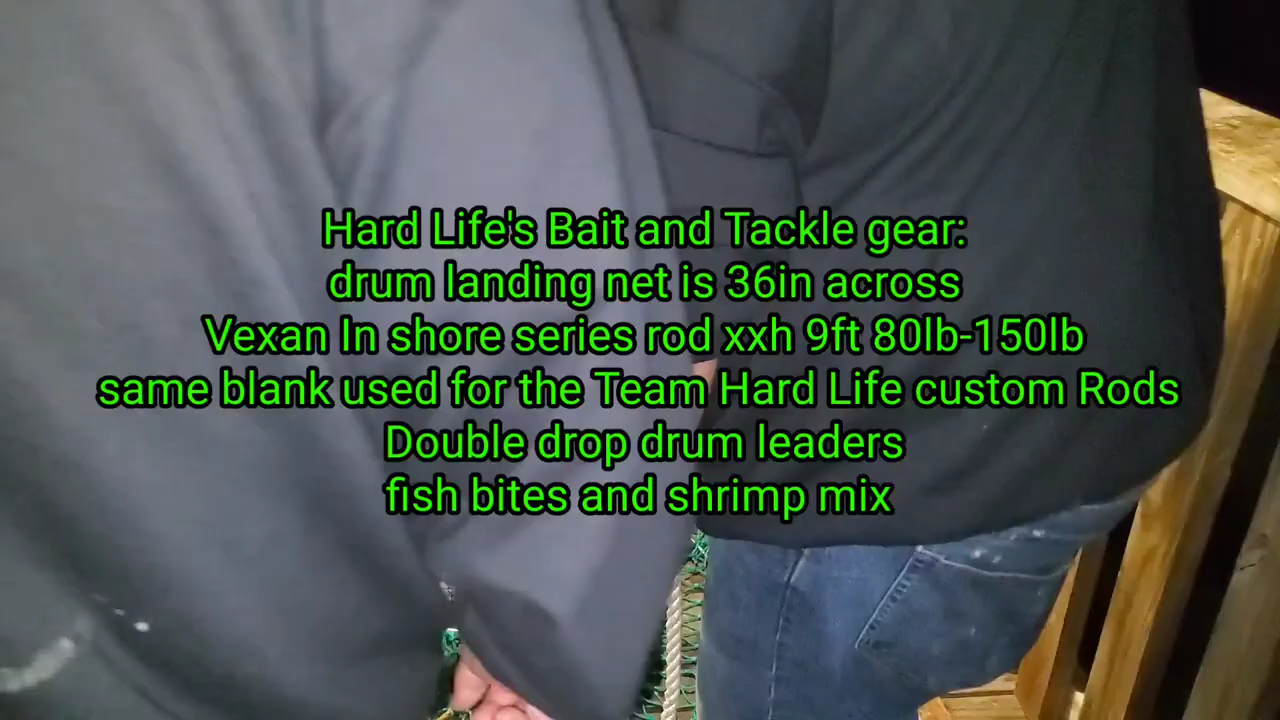 Hard Life's Bait and Tackle gear:
drum landing net is 36in across
Vexan In shore series rod xxh 9ft 80lb-150lb
same blank used for the Team Hard Life custom Rods
Double drop drum leaders
fish bites and shrimp mix